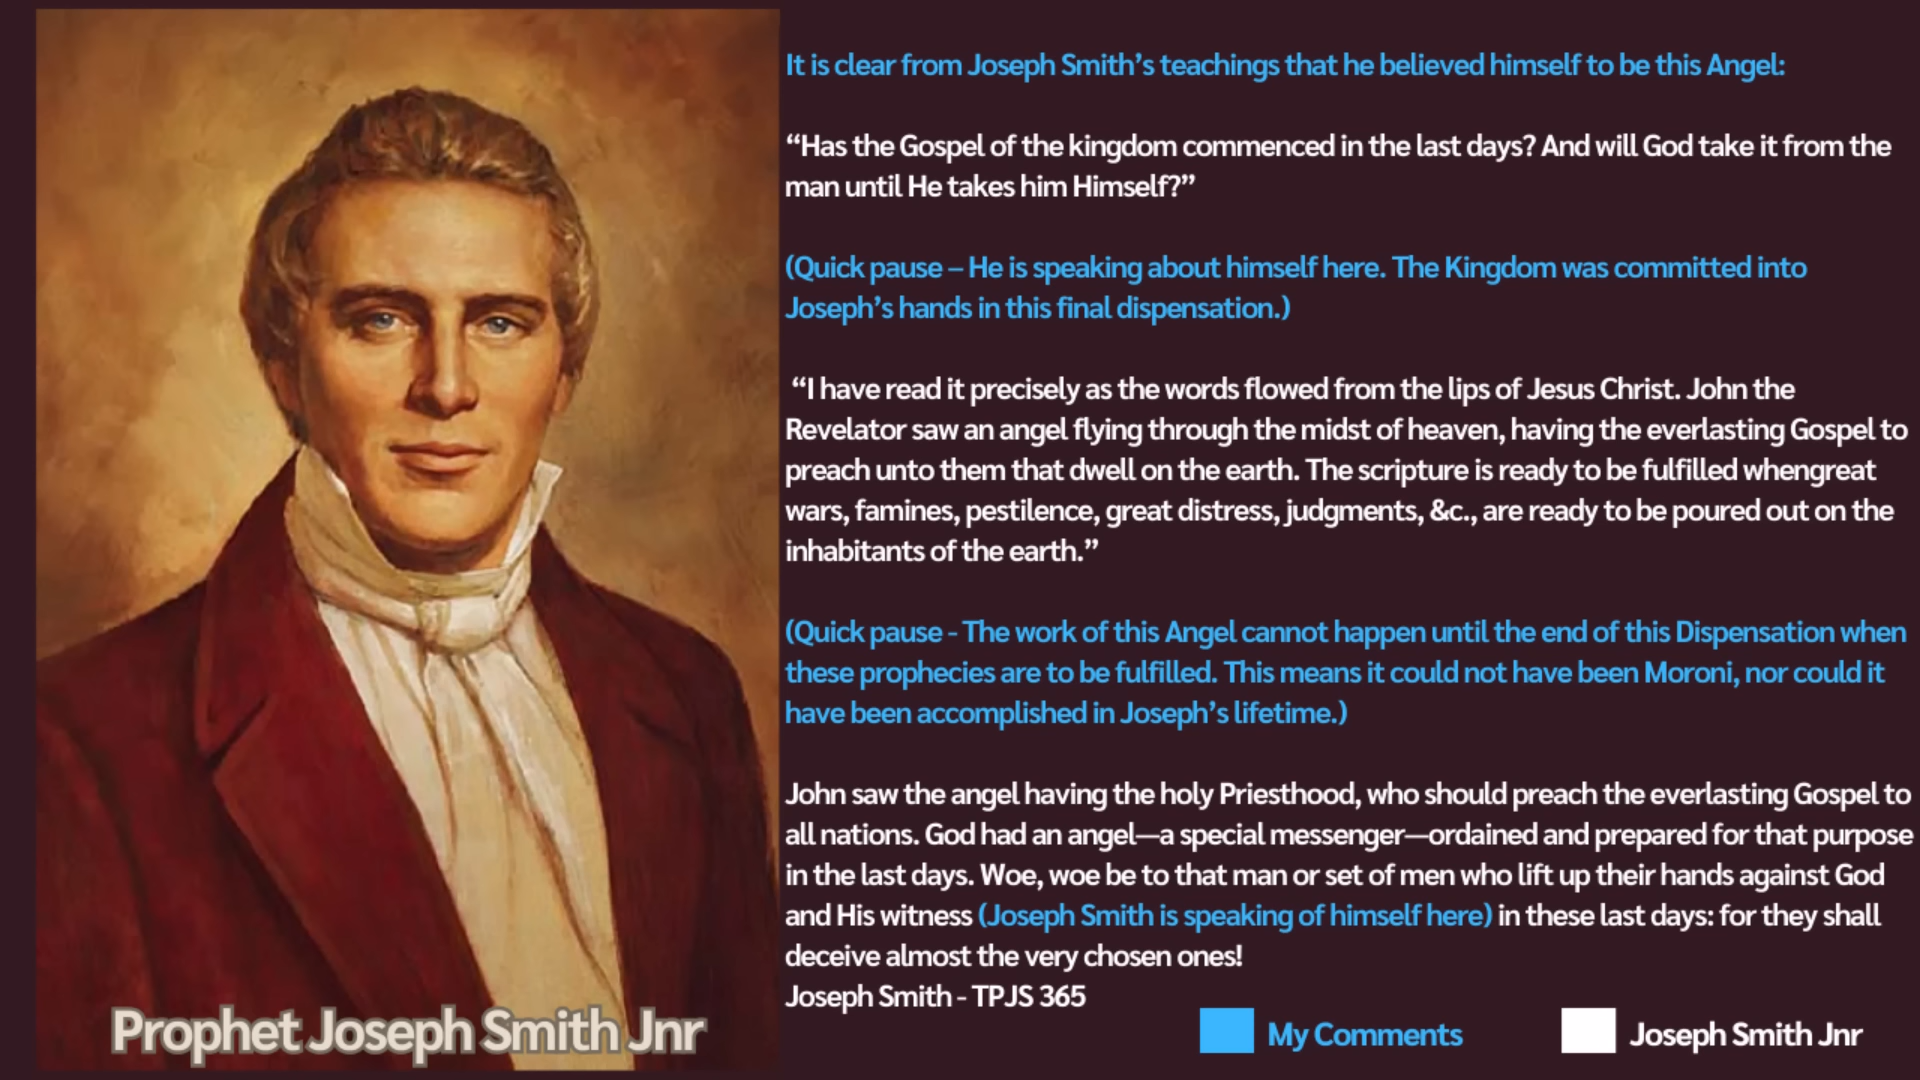 It is clear from Joseph Smith’s teachings that he believed himself to be this Angel:
“Has the Gospel of the kingdom commenced in the last days? And will God take it from the
man until He takes him Himself?”
(Quick pause – He is speaking about himself here. The Kingdom was committed into
Joseph’s hands in this final dispensation.)
“I have read it precisely as the words flowed from the lips of Jesus Christ. John the
Revelator saw an angel flying through the midst of heaven, having the everlasting Gospel to
preach unto them that dwell on the earth. The scripture is ready to be fulfilled whengreat
wars, famines, pestilence, great distress, judgments, &c., are ready to be poured out on the
inhabitants of the earth.”
(Quick pause - The work of this Angel cannot happen until the end of this Dispensation when
these prophecies are to be fulfilled. This means it could not have been Moroni, nor could it
have been accomplished in Joseph’s lifetime.)
John saw the angel having the holy Priesthood, who should preach the everlasting Gospel to
all nations. God had an angel—a special messenger—ordained and prepared for that purpose
in the last days. Woe, woe be to that man or set of men who lift up their hands against God
and His witness (Joseph Smith is speaking of himself here) in these last days: for they shall
deceive almost the very chosen ones!
Joseph Smith - TPJS 365
Prophet Joseph Smith Jnr
My Comments
Joseph Smith Jnr